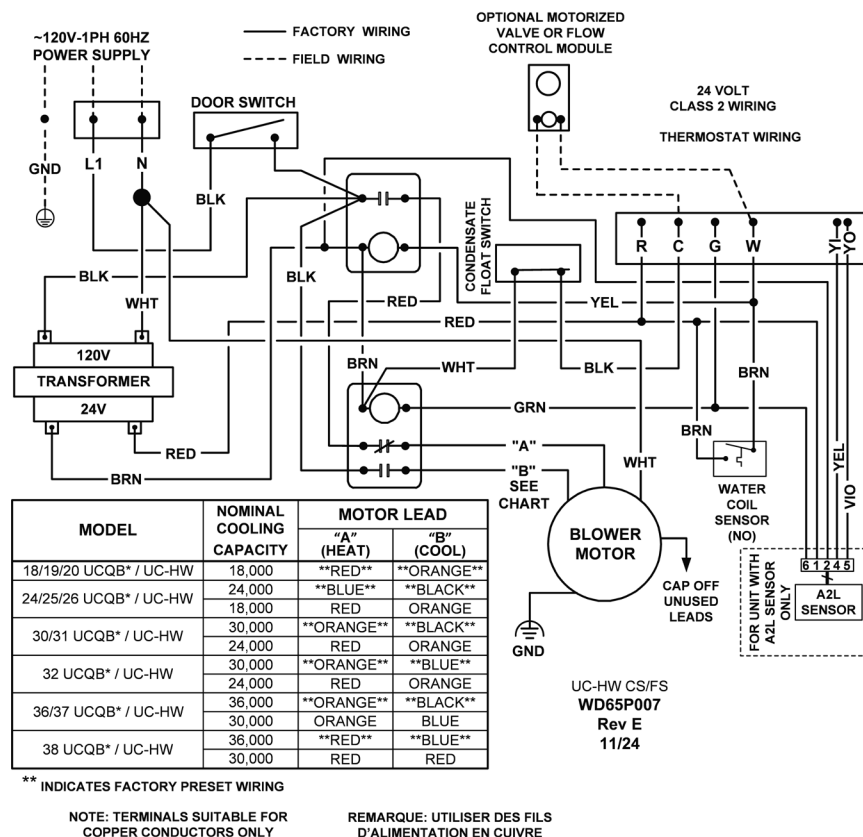 ~120V-1PH 60HZ
POWER SUPPLY
FACTORY WIRING
FIELD WIRING
OPTIONAL MOTORIZED
VALVE OR FLOW
CONTROL MODULE
24 VOLT
CLASS 2 WIRING
THERMOSTAT WIRING
DOOR SWITCH
GND
L1
N
BLK
BLK
WHT
BLK
CONDENSATE
FLOAT SWITCH
R
C
G
W
YI
YO
RED
YEL
RED
120V
TRANSFORMER
24V
BRN
WHT
BLK
BRN
GRN
RED
BRN
"A"
"B"
SEE
CHART
WHT
BRN
WATER
COIL
SENSOR
(NO)
YEL
VIO
BLOWER
MOTOR
CAP OFF
UNUSED
LEADS
GND
6 1 2 4 5
A2L
SENSOR
FOR UNIT WITH
A2L SENSOR
ONLY
MODEL
NOMINAL
COOLING
CAPACITY
MOTOR LEAD
"A"
(HEAT)
"B"
(COOL)
18/19/20 UCQB* / UC-HW 18,000 **RED** **ORANGE**
24/25/26 UCQB* / UC-HW 24,000 **BLUE** **BLACK**
18,000 RED ORANGE
30/31 UCQB* / UC-HW 30,000 **ORANGE** **BLACK**
24,000 RED ORANGE
32 UCQB* / UC-HW 30,000 **ORANGE** **BLUE**
24,000 RED ORANGE
36/37 UCQB* / UC-HW 36,000 **ORANGE** **BLACK**
30,000 ORANGE BLUE
38 UCQB* / UC-HW 36,000 **RED** **BLUE**
30,000 RED RED
** INDICATES FACTORY PRESET WIRING
UC-HW CS/FS
WD65P007
Rev E
11/24
NOTE: TERMINALS SUITABLE FOR
COPPER CONDUCTORS ONLY
REMARQUE: UTILISER DES FILS
D'ALIMENTATION EN CUIVRE